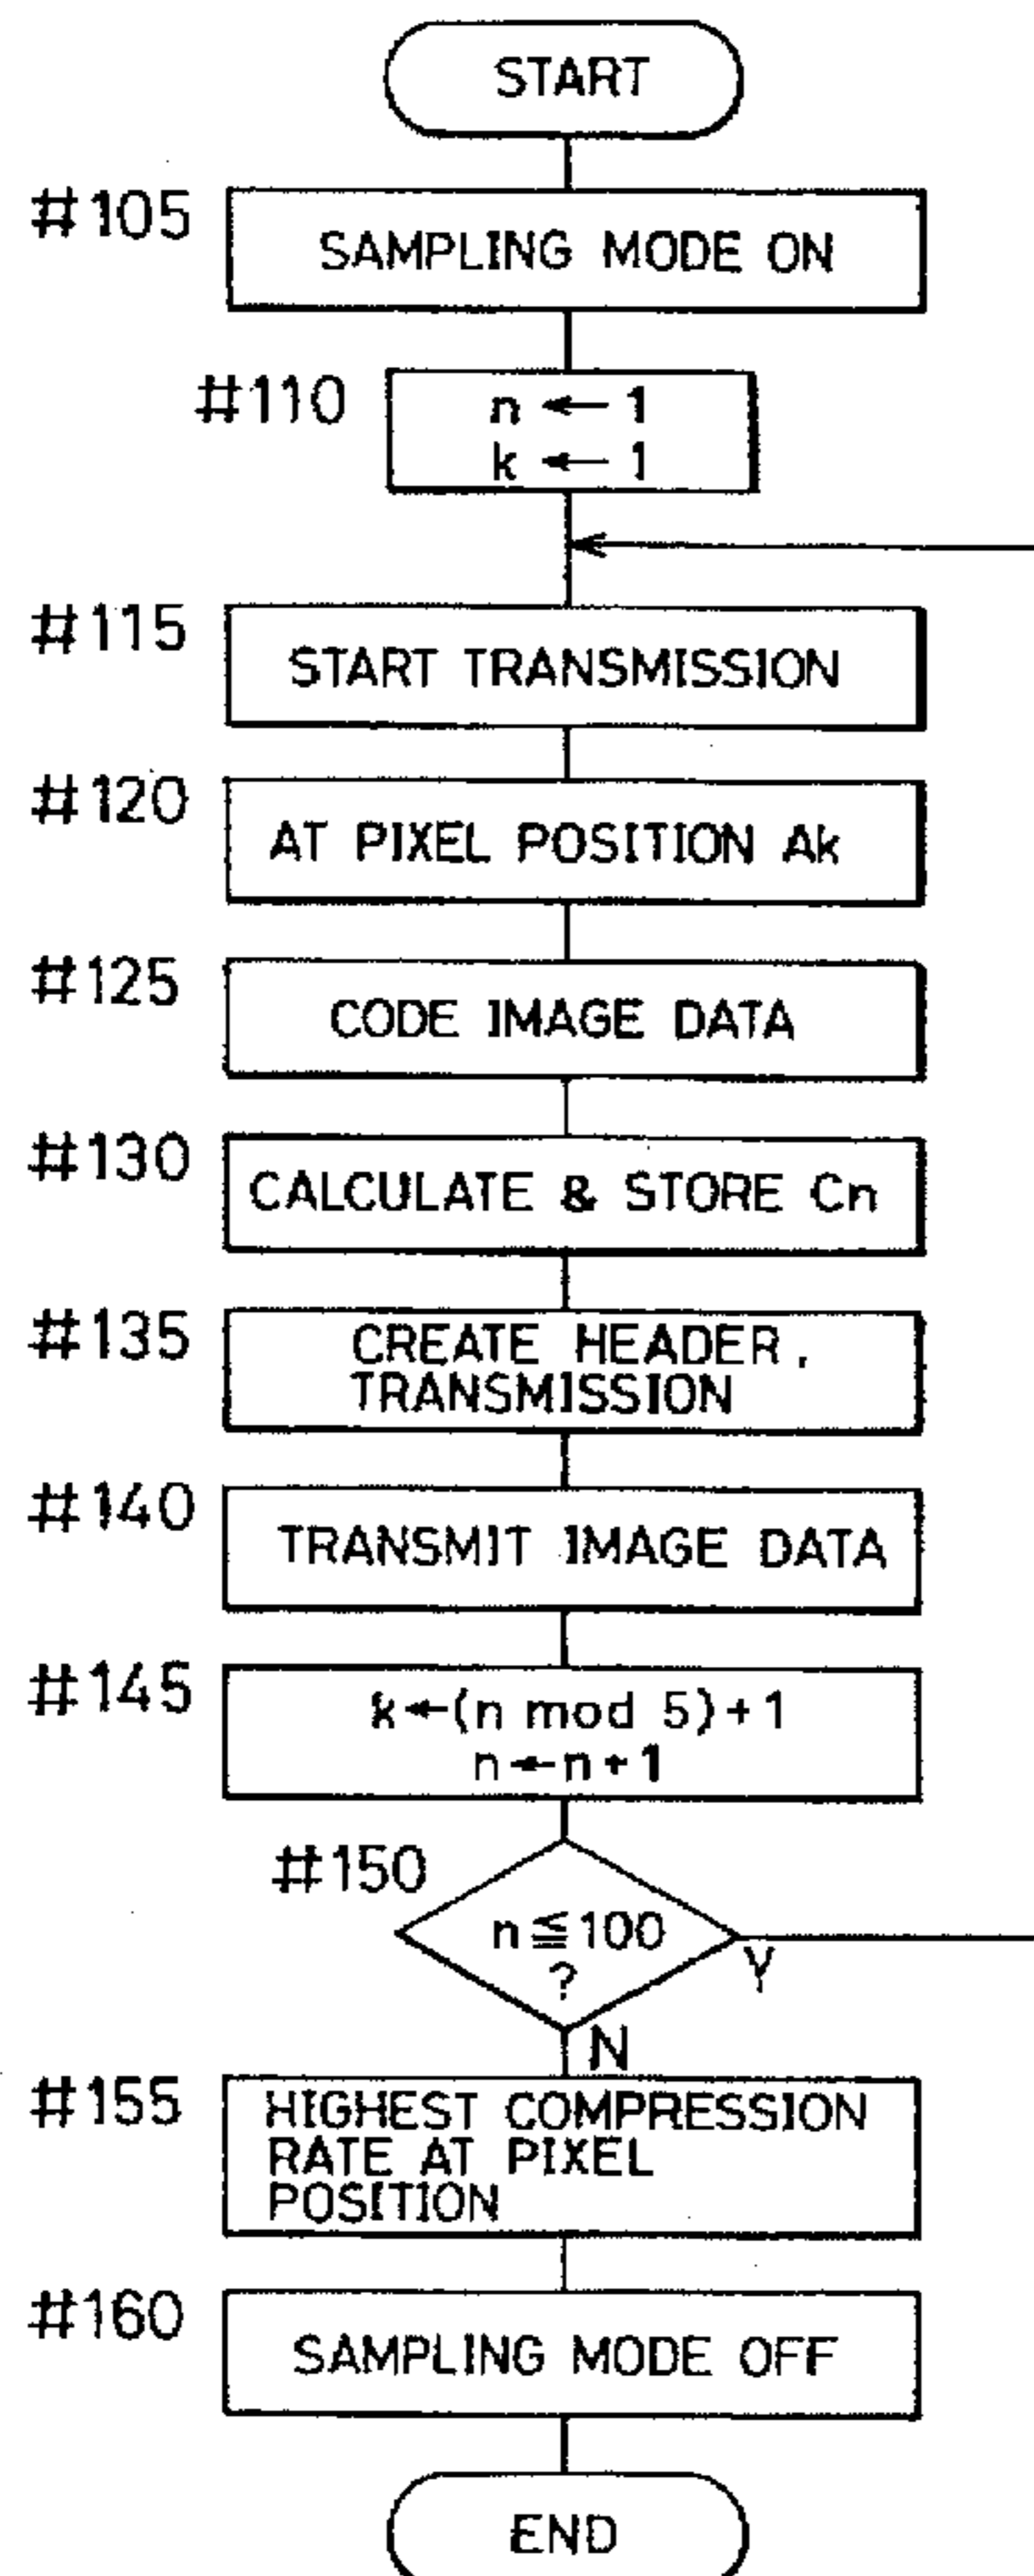 START
#105
SAMPLING MODE ON
#110
n ← 1
k ← 1
#115
START TRANSMISSION
#120
AT PIXEL POSITION Ak
#125
CODE IMAGE DATA
#130
CALCULATE & STORE Cn
#135
CREATE HEADER,
TRANSMISSION
#140
TRANSMIT IMAGE DATA
#145
k←(n mod 5)+1
n←n+1
#150
n≦100
?
Y
N
#155
HIGHEST COMPRESSION
RATE AT PIXEL
POSITION
#160
SAMPLING MODE OFF
END